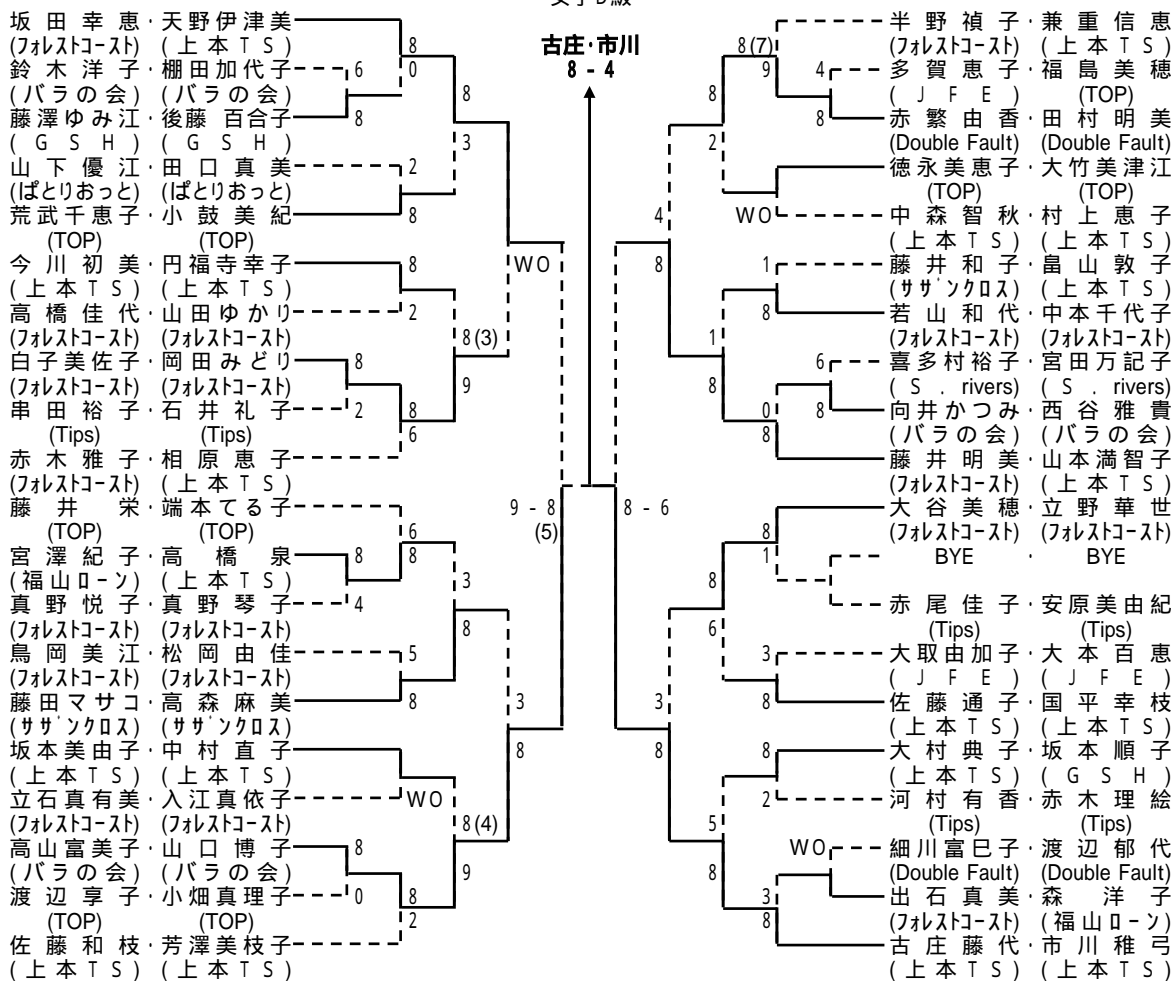 女子D級
古庄･市川
8 - 4
坂田幸恵･天野伊津美
(フォレストコースト) (上本TS)
8
鈴木洋子･棚田加代子
6
0
(バラの会) (バラの会)
8
藤澤ゆみ江･後藤 百合子
8
(GSH) (GSH)
3
山下優江･田口真美
2
(ぱとりおっと) (ぱとりおっと)
荒武千恵子･小鼓美紀
8
(TOP) (TOP)
WO
今川初美･円福寺幸子
8
(上本TS) (上本TS)
高橋佳代･山田ゆかり
2
(フォレストコースト) (フォレストコースト)
8(3)
白子美佐子･岡田みどり
8
9
(フォレストコースト) (フォレストコースト)
串田裕子･石井礼子
2
8
(Tips) (Tips)
6
赤木雅子･相原恵子
(フォレストコースト) (上本TS)
藤井 栄･端本てる子
9 - 8
(5)
(TOP) (TOP)
6
宮澤紀子･高橋 泉
8
8
(福山ローン) (上本TS)
3
真野悦子･真野琴子
4
(フォレストコースト) (フォレストコースト)
8
鳥岡美江･松岡由佳
5
(フォレストコースト) (フォレストコースト)
藤田マサコ･高森麻美
8
3
(サザンクロス) (サザンクロス)
坂本美由子･中村直子
8
(上本TS) (上本TS)
立石真有美･入江真依子
WO
(フォレストコースト) (フォレストコースト)
8(4)
高山富美子･山口博子
8
9
(バラの会) (バラの会)
渡辺享子･小畑真理子
0
8
(TOP) (TOP)
2
佐藤和枝･芳澤美枝子
(上本TS) (上本TS)
半野禎子･兼重信恵
8(7)
(フォレストコースト) (上本TS)
9
4
多賀恵子･福島美穂
8
(JFE) (TOP)
8
赤繁由香･田村明美
2
(Double Fault) (Double Fault)
徳永美恵子･大竹美津江
(TOP) (TOP)
4
WO
中森智秋･村上恵子
(上本TS) (上本TS)
8
1
藤井和子･畠山敦子
(サザンクロス) (上本TS)
8
若山和代･中本千代子
1
(フォレストコースト) (フォレストコースト)
6
喜多村裕子･宮田万記子
8
(S．rivers) (S．rivers)
0
8
向井かつみ･西谷雅貴
8
(バラの会) (バラの会)
藤井明美･山本満智子
(フォレストコースト) (上本TS)
8 - 6
大谷美穂･立野華世
8
(フォレストコースト) (フォレストコースト)
1
BYE ･ BYE
8
赤尾佳子･安原美由紀
6
(Tips) (Tips)
3
大取由加子･大本百恵
(JFE) (JFE)
3
8
佐藤通子･国平幸枝
(上本TS) (上本TS)
8
8
大村典子･坂本順子
(上本TS) (GSH)
2
河村有香･赤木理絵
5
(Tips) (Tips)
WO
細川富巳子･渡辺郁代
8
(Double Fault) (Double Fault)
3
出石真美･森 洋子
8
(フォレストコースト) (福山ローン)
古庄藤代･市川稚弓
(上本TS) (上本TS)